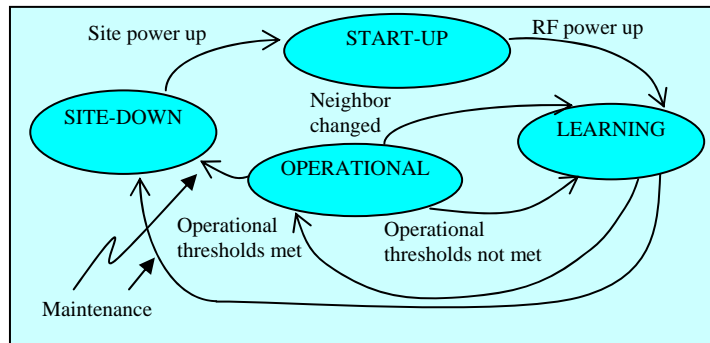 Site power up
START-UP
RF power up
Neighbor
changed
SITE-DOWN
LEARNING
OPERATIONAL
Operational
thresholds met
Operational
thresholds not met
Maintenance